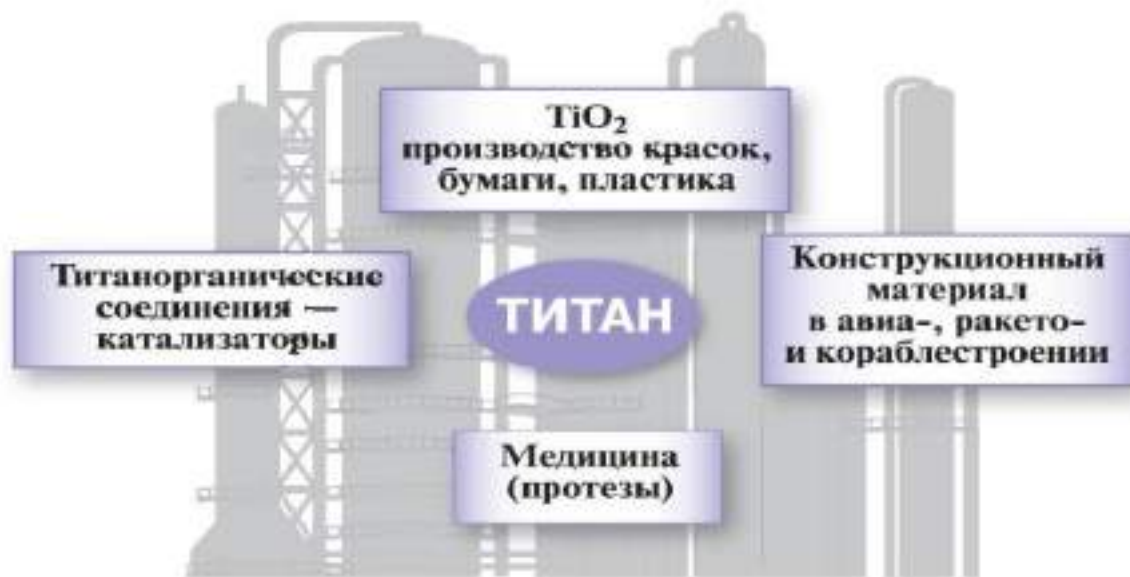 TiO₂
производство красок,
бумаги, пластика
Титанорганические
соединения —
катализаторы
ТИТАН
Конструкционный
материал
в авиа-, ракето-
и кораблестроении
Медицина
(протезы)